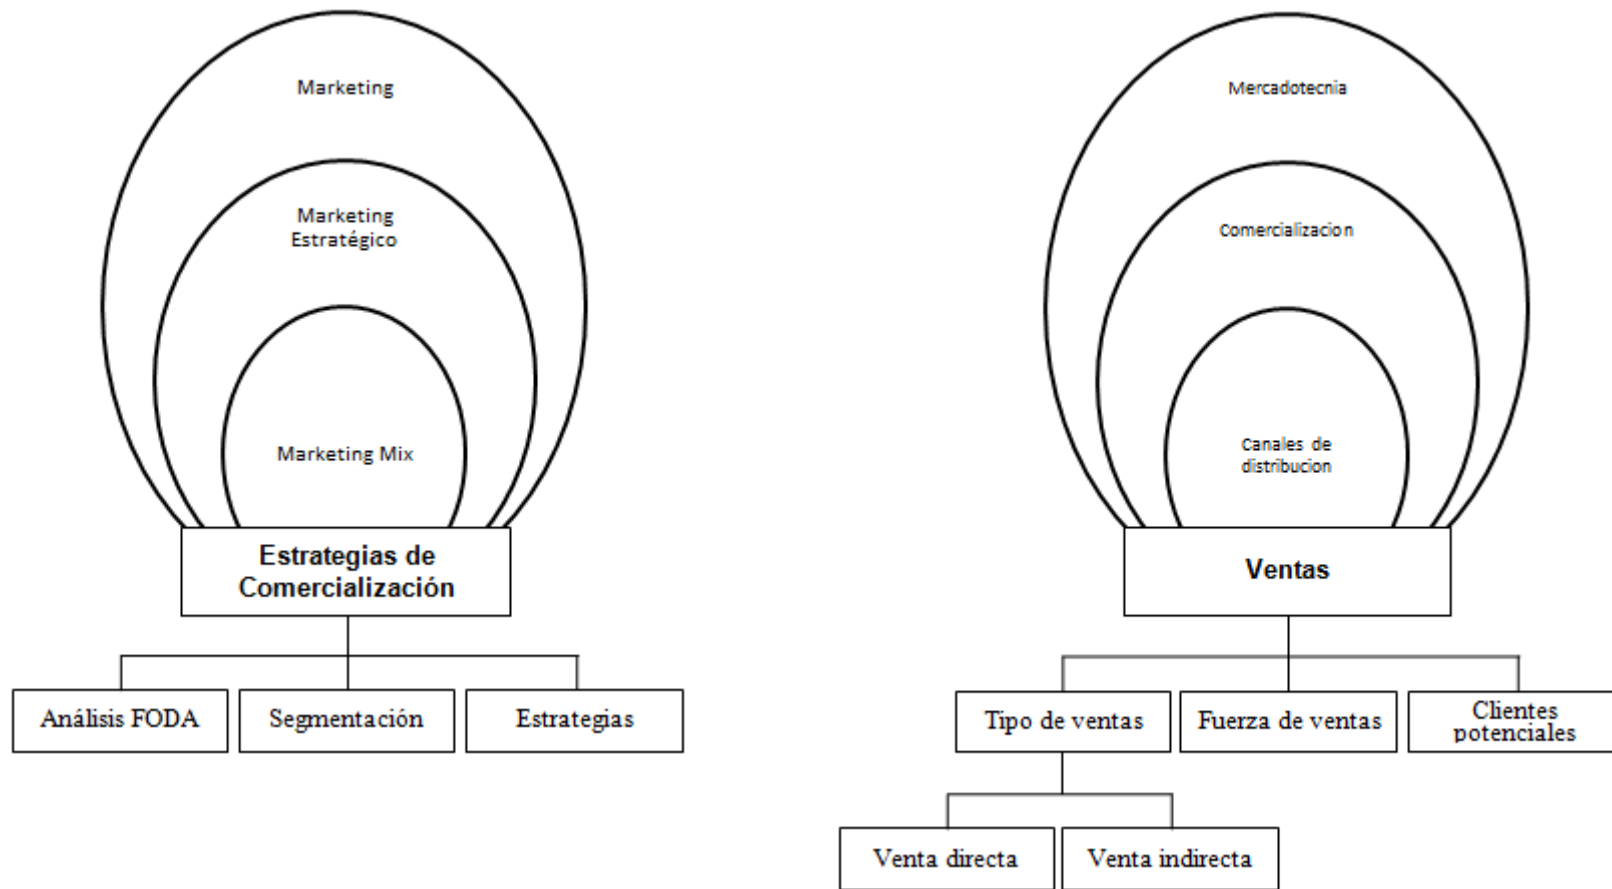 Marketing
Marketing
Estratégico
Marketing Mix
Estrategias de
Comercialización
Análisis FODA
Segmentación
Estrategias
Mercadotecnia
Comercializacion
Canales de
distribucion
Ventas
Tipo de ventas
Fuerza de ventas
Clientes
potenciales
Venta directa
Venta indirecta